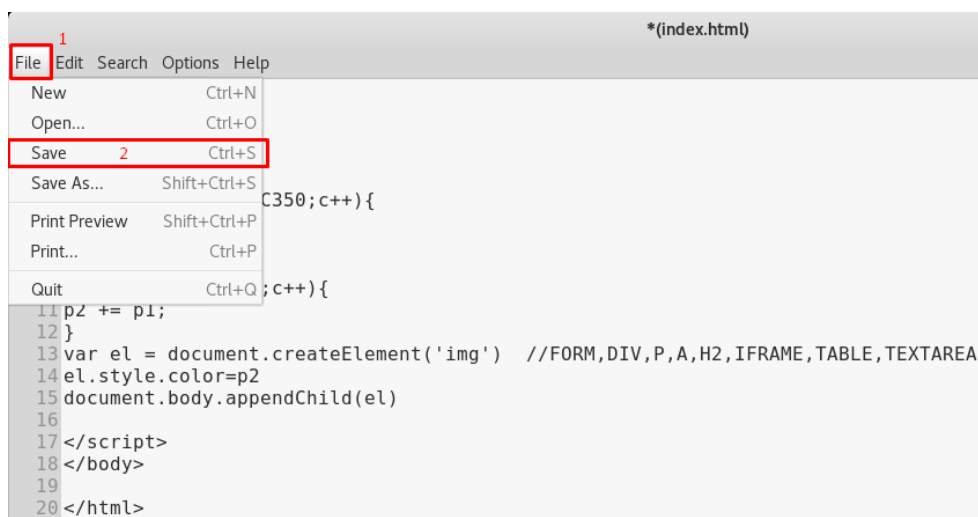 *(index.html)
1
File Edit Search Options Help
New Ctrl+N
Open... Ctrl+O
Save 2 Ctrl+S
Save As... Shift+Ctrl+S
C350;c++){
Print Preview Shift+Ctrl+P
Print... Ctrl+P
Quit Ctrl+Q ;c++){
11 p2 += p1;
12 }
13 var el = document.createElement('img') //FORM,DIV,P,A,H2,IFRAME,TABLE,TEXTAREA
14 el.style.color=p2
15 document.body.appendChild(el)
16
17 </script>
18 </body>
19
20 </html>